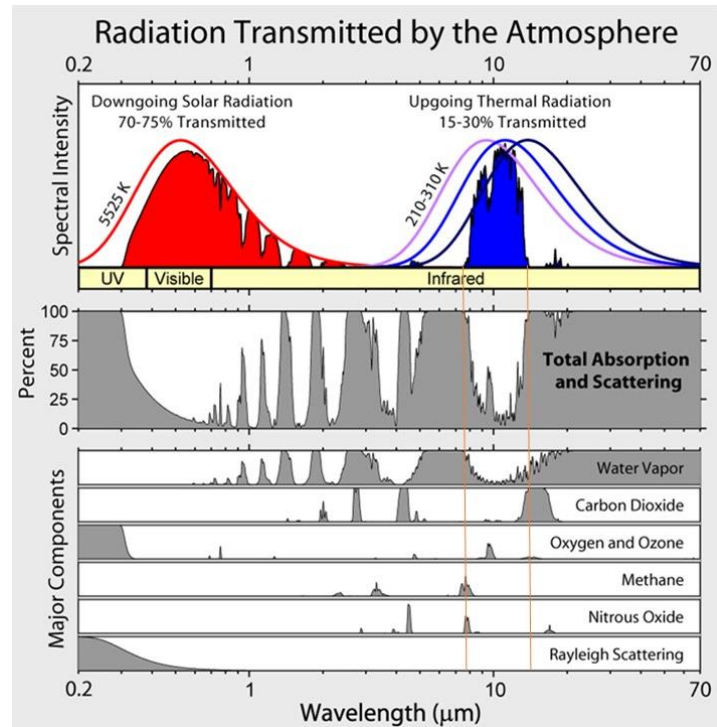 Radiation Transmitted by the Atmosphere
0.2 1 10 70
Downgoing Solar Radiation
70-75% Transmitted
Upgoing Thermal Radiation
15-30% Transmitted
Spectral Intensity
5525 K
210-310 K
UV Visible Infrared
Percent
100
75
50
25
0
Total Absorption
and Scattering
Major Components
Water Vapor
Carbon Dioxide
Oxygen and Ozone
Methane
Nitrous Oxide
Rayleigh Scattering
0.2 1 10 70
Wavelength (μm)